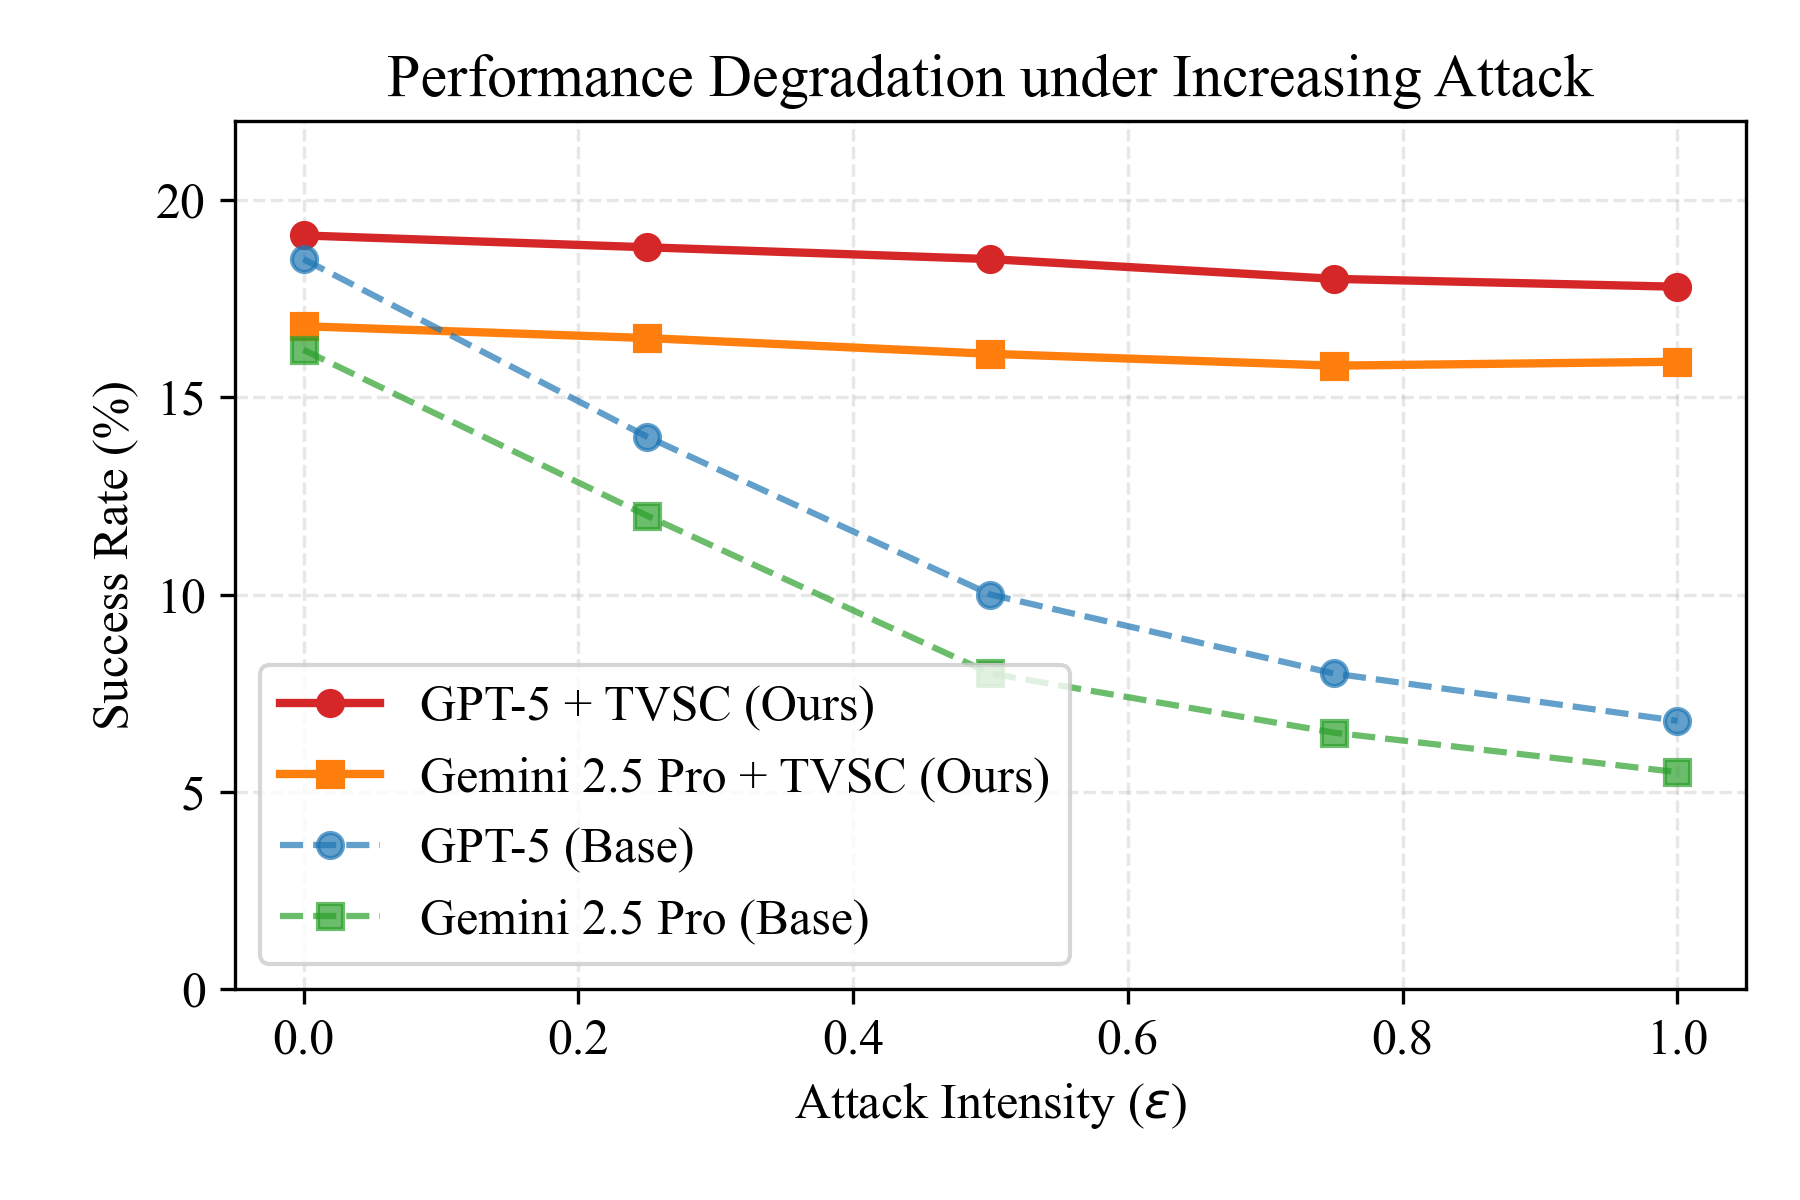 Performance Degradation under Increasing Attack
Success Rate (%)
20
15
10
5
0
GPT-5 + TVSC (Ours)
Gemini 2.5 Pro + TVSC (Ours)
GPT-5 (Base)
Gemini 2.5 Pro (Base)
0.0 0.2 0.4 0.6 0.8 1.0
Attack Intensity (ε)